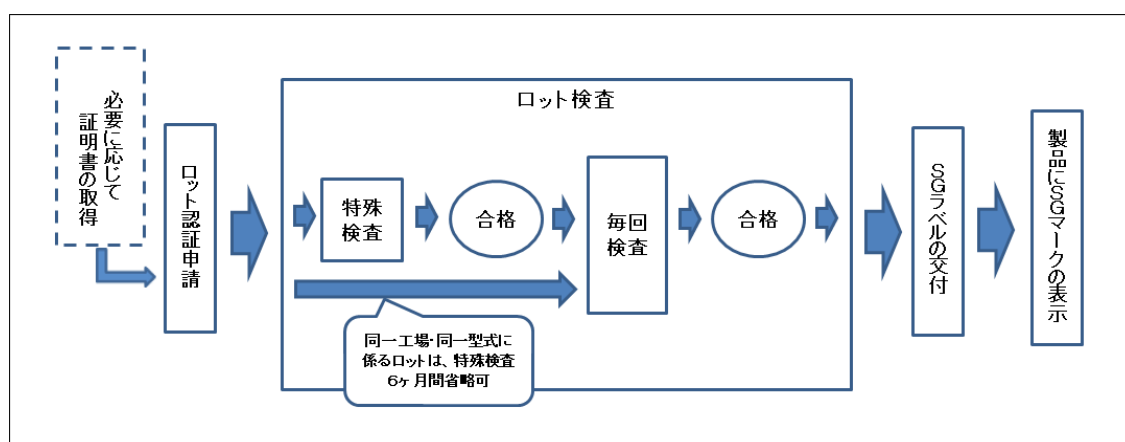 必要に応じて
証明書の取得
ロット認証申請
ロット検査
特殊
検査
合格
毎回
検査
合格
同一工場・同一型式に
係るロットは、特殊検査
6ヶ月間省略可
SGラベルの交付
製品にSGマークの表示